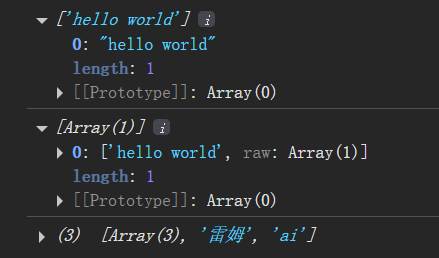 ['hello world'] i
0: "hello world"
length: 1
[[Prototype]]: Array(0)
[Array(1)] i
0: ['hello world', raw: Array(1)]
length: 1
[[Prototype]]: Array(0)
(3) [Array(3), '雷姆', 'ai']